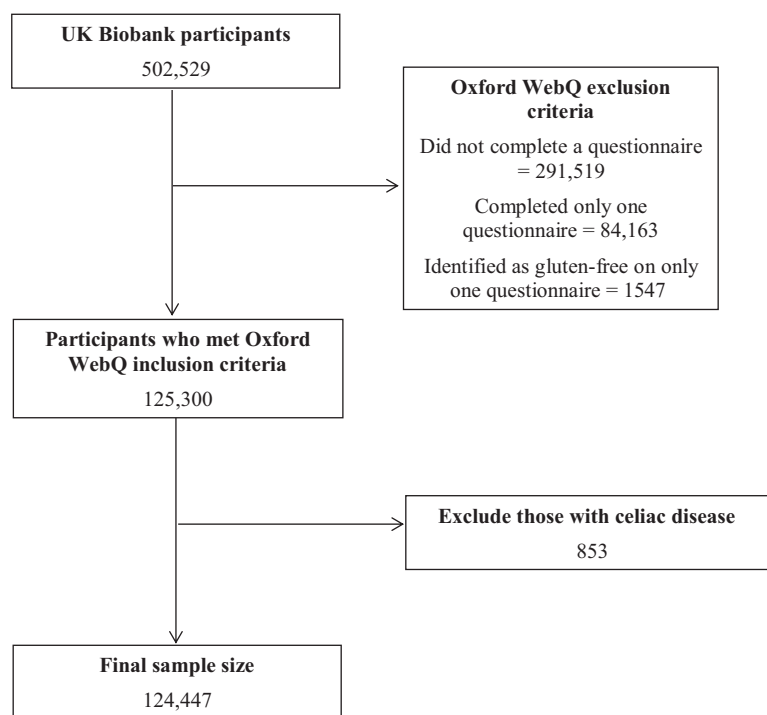 UK Biobank participants
502,529
Oxford WebQ exclusion
criteria
Did not complete a questionnaire
= 291,519
Completed only one
questionnaire = 84,163
Identified as gluten-free on only
one questionnaire = 1547
Participants who met Oxford
WebQ inclusion criteria
125,300
Exclude those with celiac disease
853
Final sample size
124,447